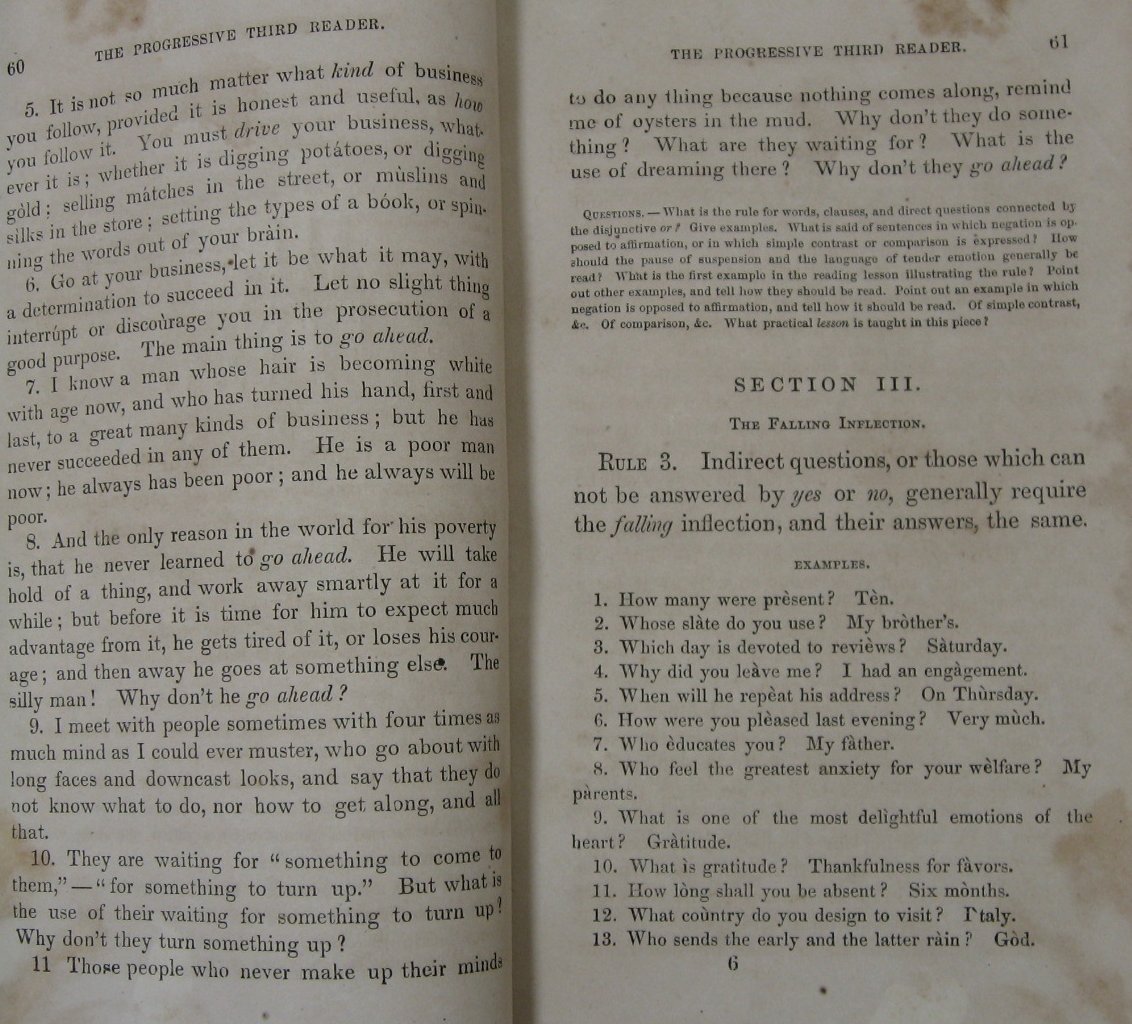 60
THE PROGRESSIVE THIRD READER.
5. It is not so much matter what kind of business
you follow, provided it is honest and useful, as how
you follow it. You must drive your business, what-
ever it is; whether it is digging potátoes, or digging
gòld; selling mátches in the street, or mùslins and
sìlks in the store; sétting the types of a bóok, or spin-
ning the words out of your bràin.
6. Go at your business, let it be what it may, with
a determination to succeed in it. Let no slight thing
interrúpt or discoùrage you in the prosecution of a
good purpose. The main thing is to go ahead.
7. I know a man whose hair is becoming white
with age now, and who has turned his hand, first and
last, to a great many kinds of business; but he has
never succeeded in any of them. He is a poor man
now; he always has been poor; and he always will be
poor.
8. And the only reason in the world for his poverty
is, that he never learned to go ahead. He will take
hold of a thing, and work away smartly at it for a
while; but before it is time for him to expect much
advantage from it, he gets tired of it, or loses his cour-
age; and then away he goes at something else. The
silly man! Why don't he go ahead?
9. I meet with people sometimes with four times as
much mind as I could ever muster, who go about with
long faces and downcast looks, and say that they do
not know what to do, nor how to get along, and all
that.
10. They are waiting for "something to come to
them,"—"for something to turn up." But what is
the use of their waiting for something to turn up?
Why don't they turn something up?
11 Those people who never make up their minds
THE PROGRESSIVE THIRD READER.
61
to do any thing because nothing comes along, remind
me of oysters in the mud. Why don't they do some-
thing? What are they waiting for? What is the
use of dreaming there? Why don't they go ahead?
QUESTIONS.—What is the rule for words, clauses, and direct questions connected by
the disjunctive or? Give examples. What is said of sentences in which negation is op-
posed to affirmation, or in which simple contrast or comparison is expressed? How
should the pause of suspension and the language of tender emotion generally be
read? What is the first example in the reading lesson illustrating the rule? Point
out other examples, and tell how they should be read. Point out an example in which
negation is opposed to affirmation, and tell how it should be read. Of simple contrast,
&c. Of comparison, &c. What practical lesson is taught in this piece?
SECTION III.
THE FALLING INFLECTION.
RULE 3. Indirect questions, or those which can
not be answered by yes or no, generally require
the falling inflection, and their answers, the same.
EXAMPLES.
1. How many were prèsent? Tèn.
2. Whose slàte do you use? My bròther's.
3. Which day is devoted to revièws? Sàturday.
4. Why did you leàve me? I had an engàgement.
5. When will he repèat his address? On Thùrsday.
6. How were you plèased last evening? Very mùch.
7. Who èducates you? My fàther.
8. Who feel the greatest anxiety for your wèlfare? My
pàrents.
9. What is one of the most delìghtful emotions of the
heart? Gràtitude.
10. What ìs gratitude? Thankfulness for fàvors.
11. How lòng shall you be absent? Six mònths.
12. What coùntry do you design to visit? I`taly.
13. Who sends the early and the latter ràin? Gòd.
6